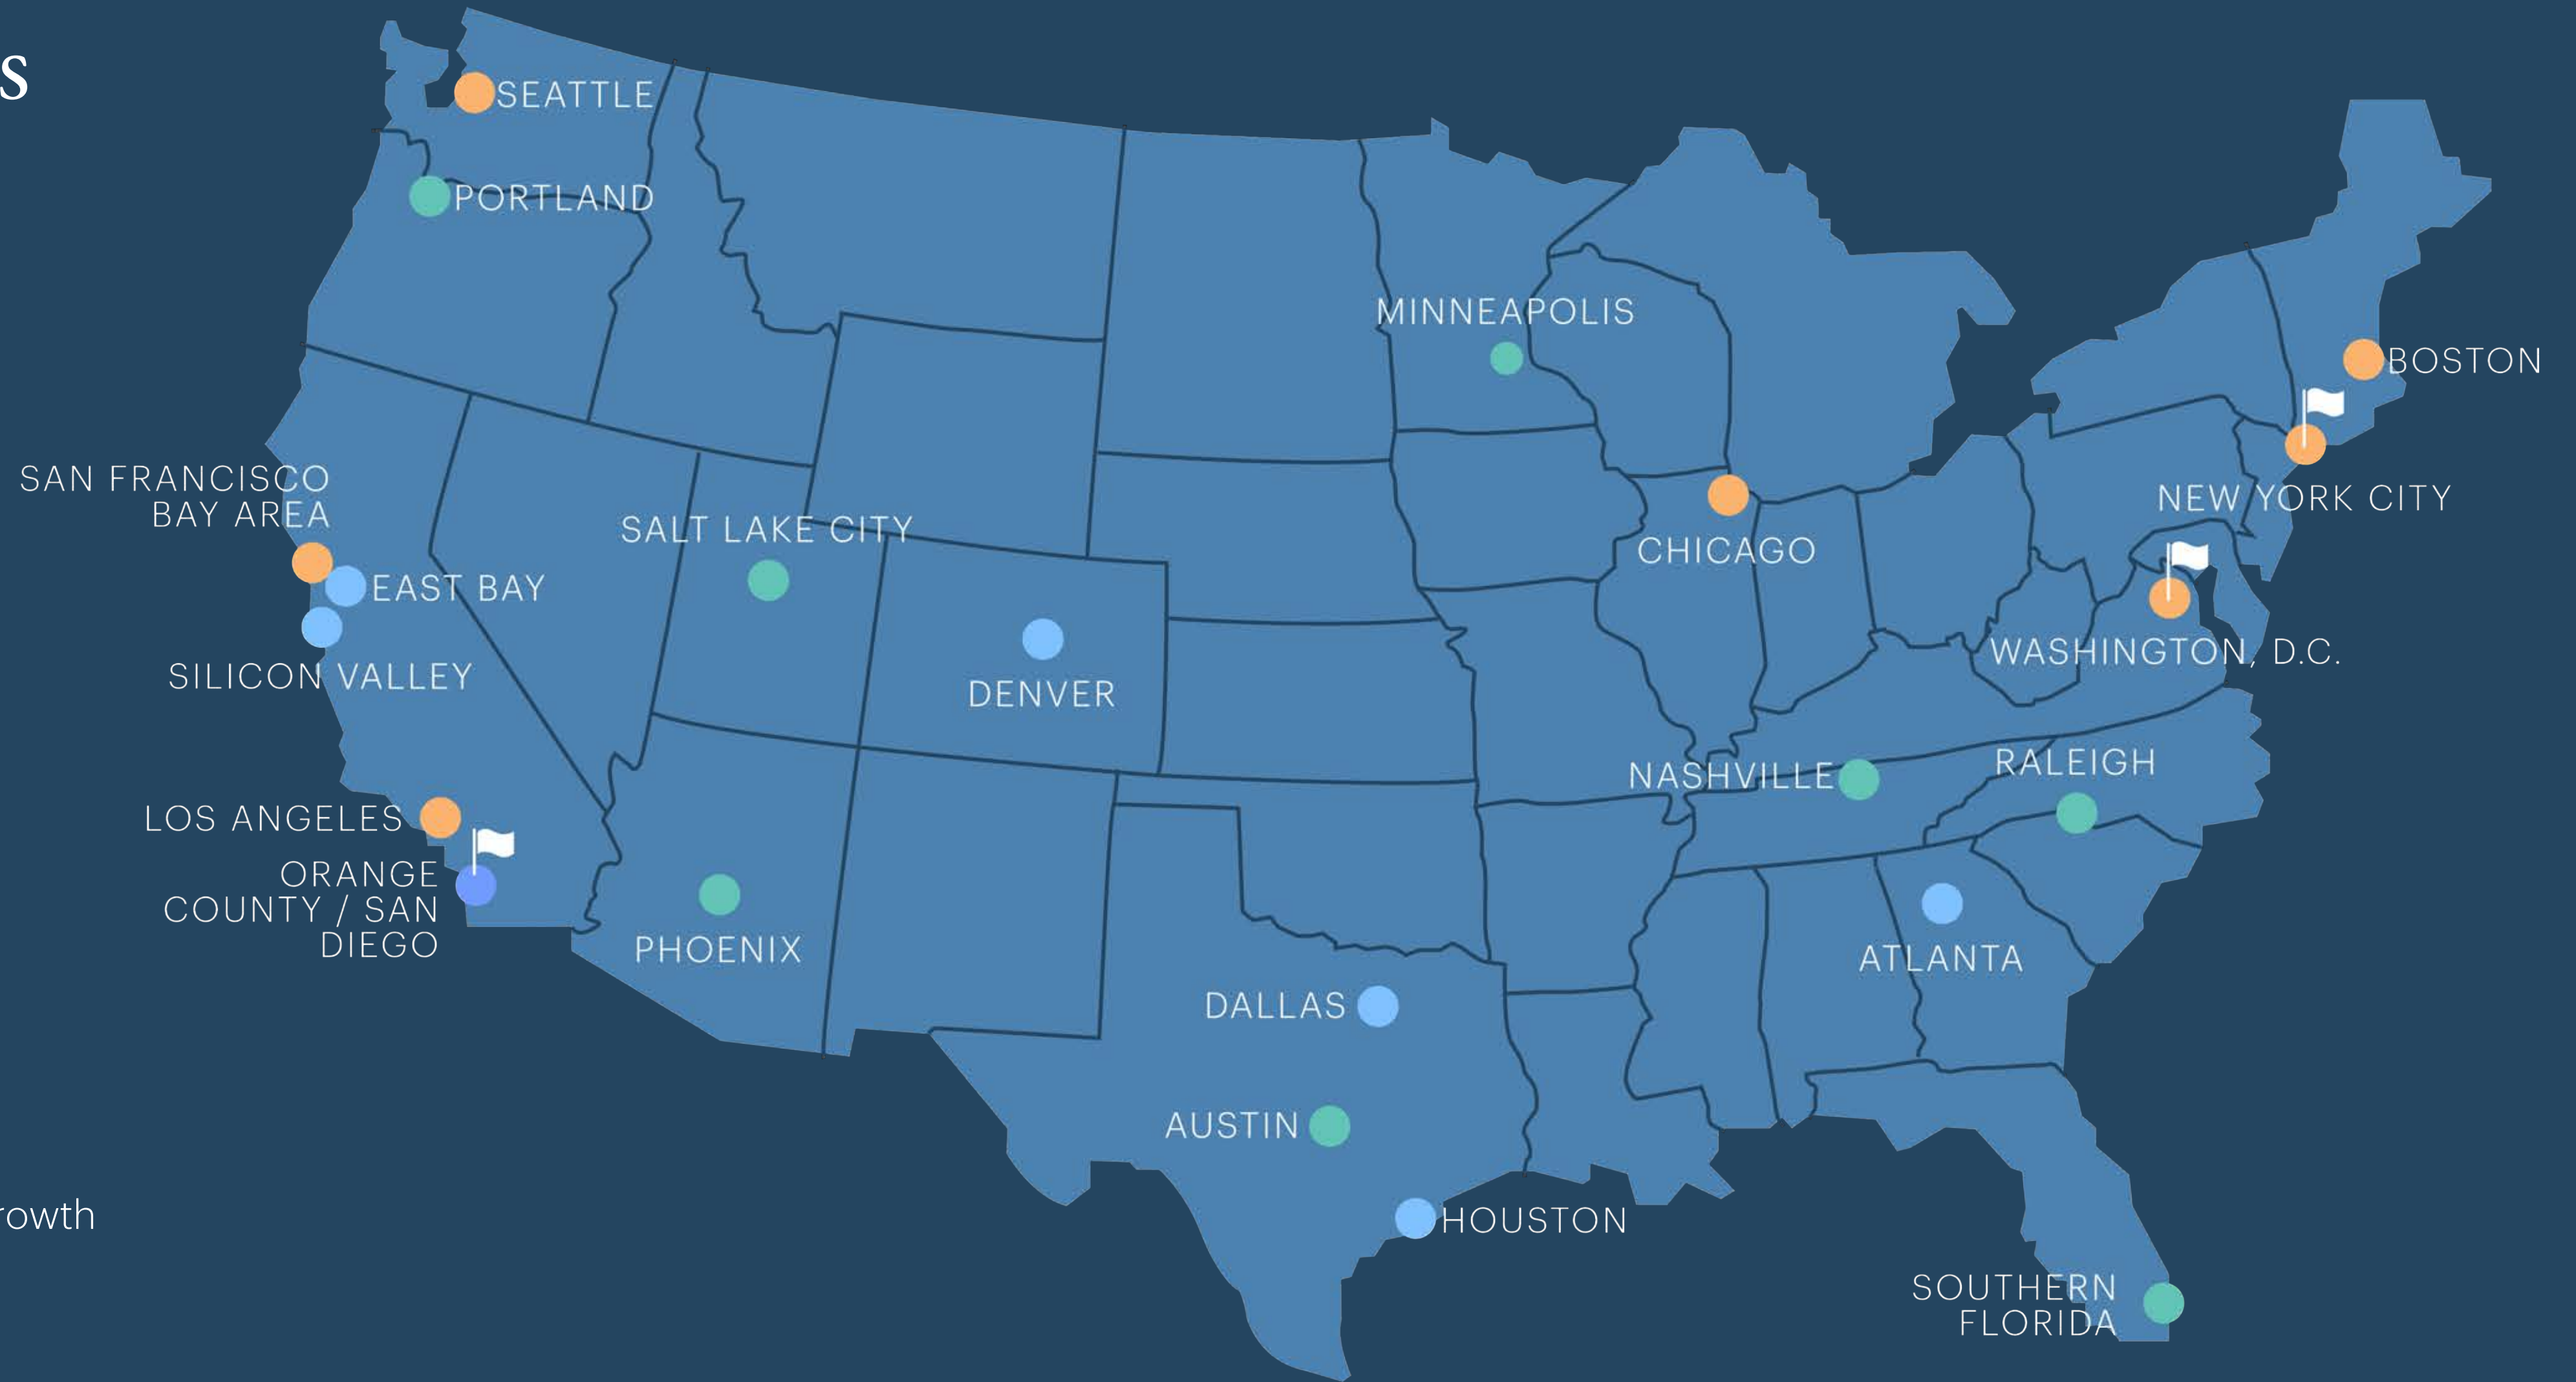 s
SEATTLE
PORTLAND
MINNEAPOLIS
BOSTON
SAN FRANCISCO
BAY AREA
NEW YORK CITY
SALT LAKE CITY
CHICAGO
EAST BAY
SILICON VALLEY
DENVER
WASHINGTON, D.C.
NASHVILLE
RALEIGH
LOS ANGELES
ORANGE
COUNTY / SAN
DIEGO
PHOENIX
ATLANTA
DALLAS
AUSTIN
rowth
HOUSTON
SOUTHERN
FLORIDA